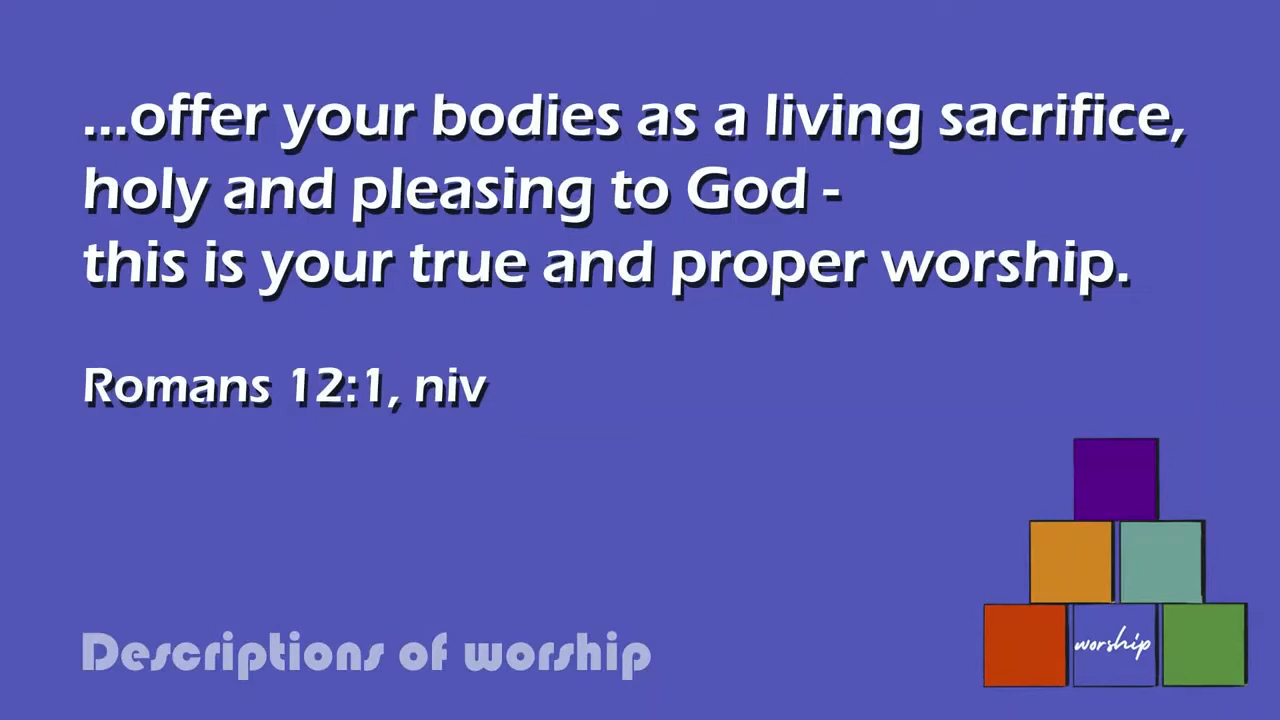 ...offer your bodies as a living sacrifice,
holy and pleasing to God -
this is your true and proper worship.
Romans 12:1, niv
Descriptions of worship
worship